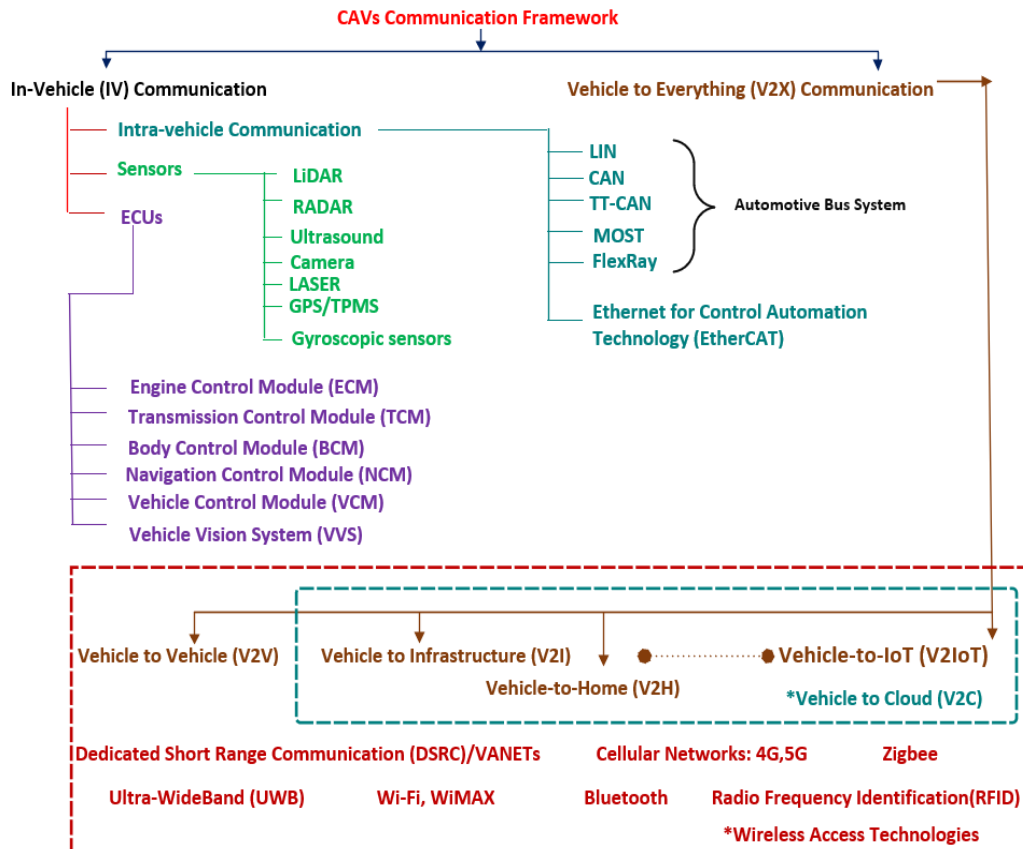 CAVs Communication Framework
In-Vehicle (IV) Communication
Vehicle to Everything (V2X) Communication
Intra-vehicle Communication
Sensors
ECUs
LiDAR
RADAR
Ultrasound
Camera
LASER
GPS/TPMS
Gyroscopic sensors
LIN
CAN
TT-CAN
MOST
FlexRay
Automotive Bus System
Ethernet for Control Automation
Technology (EtherCAT)
Engine Control Module (ECM)
Transmission Control Module (TCM)
Body Control Module (BCM)
Navigation Control Module (NCM)
Vehicle Control Module (VCM)
Vehicle Vision System (VVS)
Vehicle to Vehicle (V2V)
Vehicle to Infrastructure (V2I)
Vehicle-to-Home (V2H)
Vehicle-to-IoT (V2IoT)
*Vehicle to Cloud (V2C)
Dedicated Short Range Communication (DSRC)/VANETs
Cellular Networks: 4G,5G
Zigbee
Ultra-WideBand (UWB)
Wi-Fi, WiMAX
Bluetooth
Radio Frequency Identification(RFID)
*Wireless Access Technologies